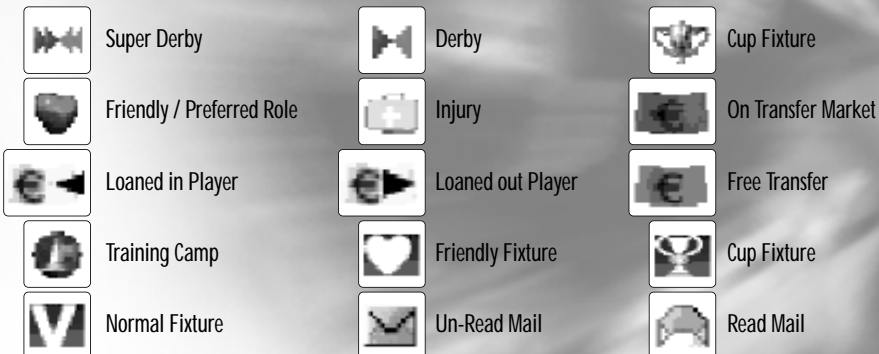 Super Derby Derby Cup Fixture
Friendly / Preferred Role Injury On Transfer Market
Loaned in Player Loaned out Player Free Transfer
Training Camp Friendly Fixture Cup Fixture
Normal Fixture Un-Read Mail Read Mail